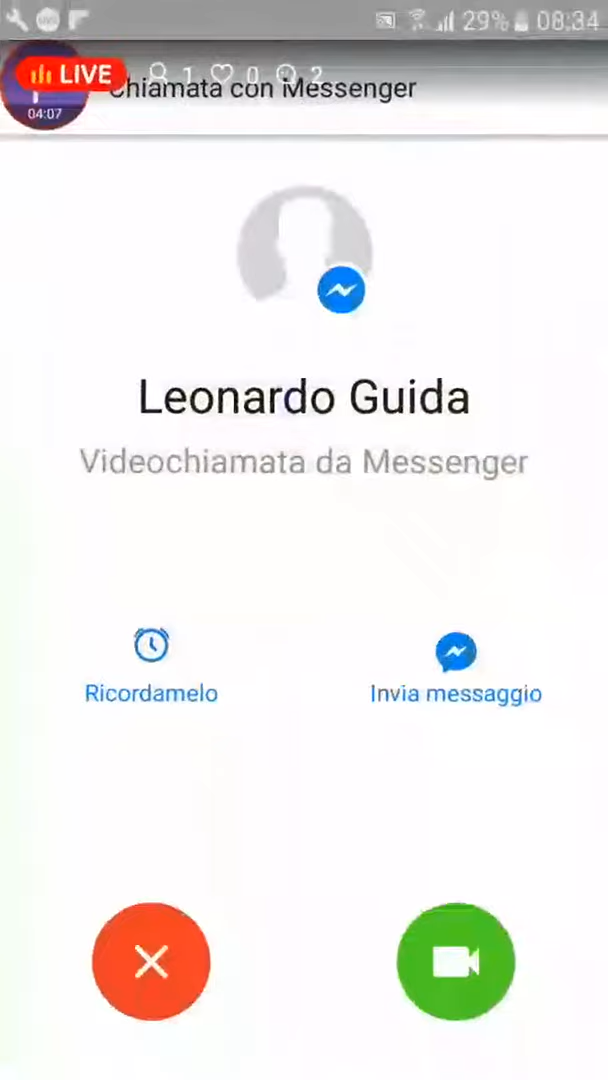 29% 08:34
LIVE 1 0 2
Chiamata con Messenger
04:07
Leonardo Guida
Videochiamata da Messenger
Ricordamelo
Invia messaggio